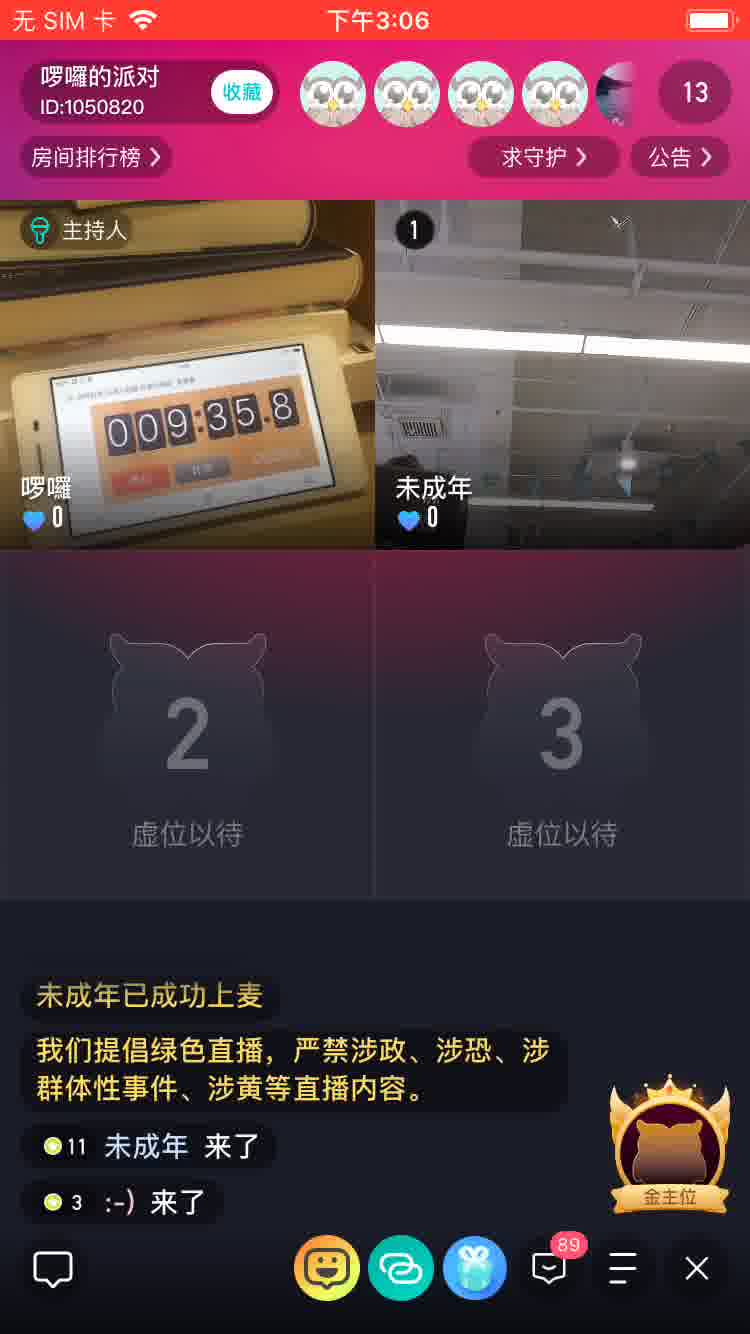 无 SIM 卡
下午3:06
啰囉的派对
ID:1050820
收藏
13
房间排行榜
求守护
公告
主持人
1
009:35.8
啰囉
0
未成年
0
2
3
虚位以待
虚位以待
未成年已成功上麦
我们提倡绿色直播，严禁涉政、涉恐、涉
群体性事件、涉黄等直播内容。
11 未成年 来了
3 :-) 来了
金主位
89